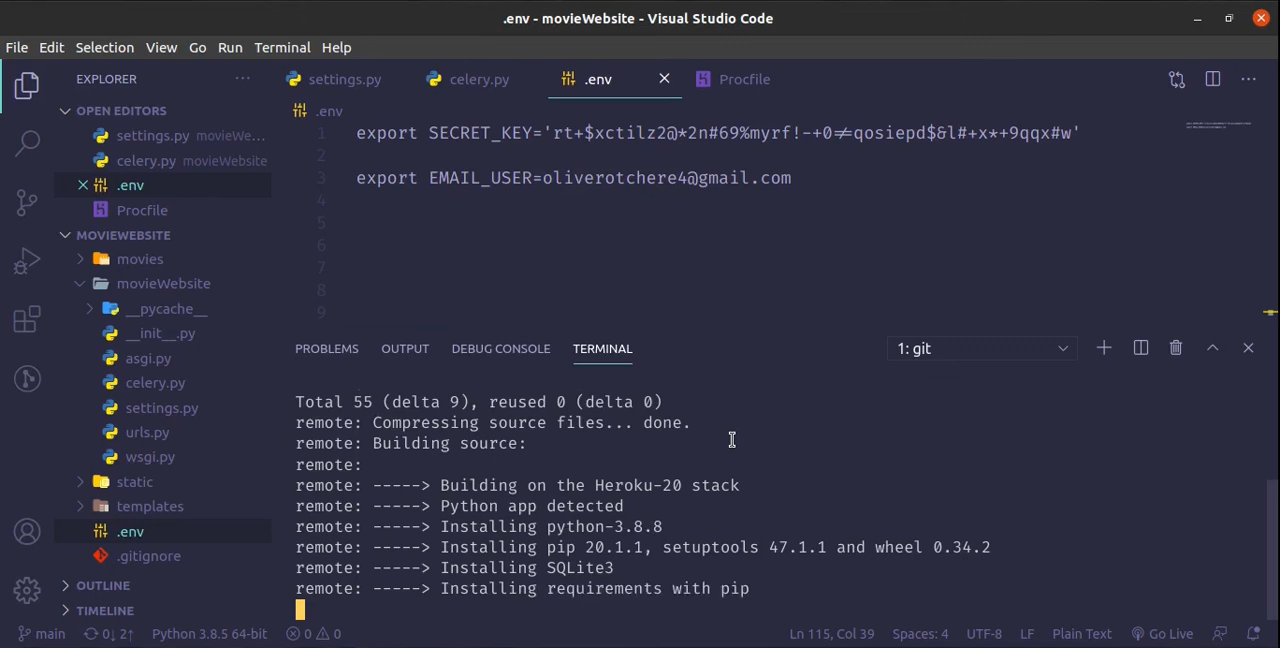 .env - movieWebsite - Visual Studio Code
File Edit Selection View Go Run Terminal Help
EXPLORER ···
settings.py celery.py .env Procfile
OPEN EDITORS
settings.py movieWe...
celery.py movieWebsite
.env
Procfile
MOVIEWEBSITE
movies
movieWebsite
__pycache__
__init__.py
asgi.py
celery.py
settings.py
urls.py
wsgi.py
static
templates
.env
.gitignore
OUTLINE
TIMELINE
.env
1 export SECRET_KEY='rt+$xctilz2@*2n#69%myrf!-+0≠qosiepd$&l#+x*+9qqx#w'
2
3 export EMAIL_USER=oliverotchere4@gmail.com
4
5
6
7
8
9
PROBLEMS OUTPUT DEBUG CONSOLE TERMINAL 1: git
Total 55 (delta 9), reused 0 (delta 0)
remote: Compressing source files... done.
remote: Building source:
remote:
remote: -----> Building on the Heroku-20 stack
remote: -----> Python app detected
remote: -----> Installing python-3.8.8
remote: -----> Installing pip 20.1.1, setuptools 47.1.1 and wheel 0.34.2
remote: -----> Installing SQLite3
remote: -----> Installing requirements with pip
main 0↓ 2↑ Python 3.8.5 64-bit 0 0 Ln 115, Col 39 Spaces: 4 UTF-8 LF Plain Text Go Live